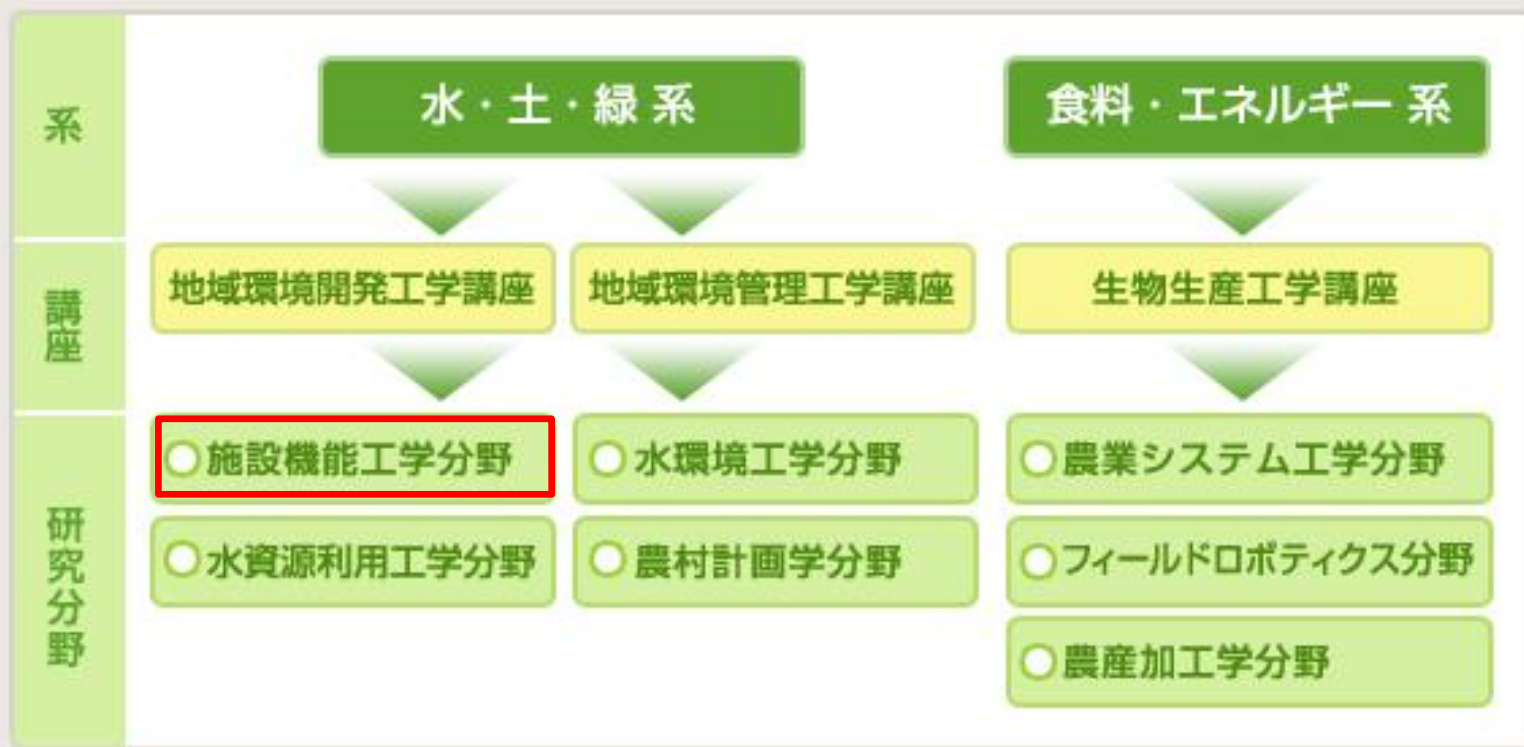 系
水・土・緑 系
食料・エネルギー 系
講座
地域環境開発工学講座
地域環境管理工学講座
生物生産工学講座
研究分野
施設機能工学分野
水環境工学分野
農業システム工学分野
水資源利用工学分野
農村計画学分野
フィールドロボティクス分野
農産加工学分野